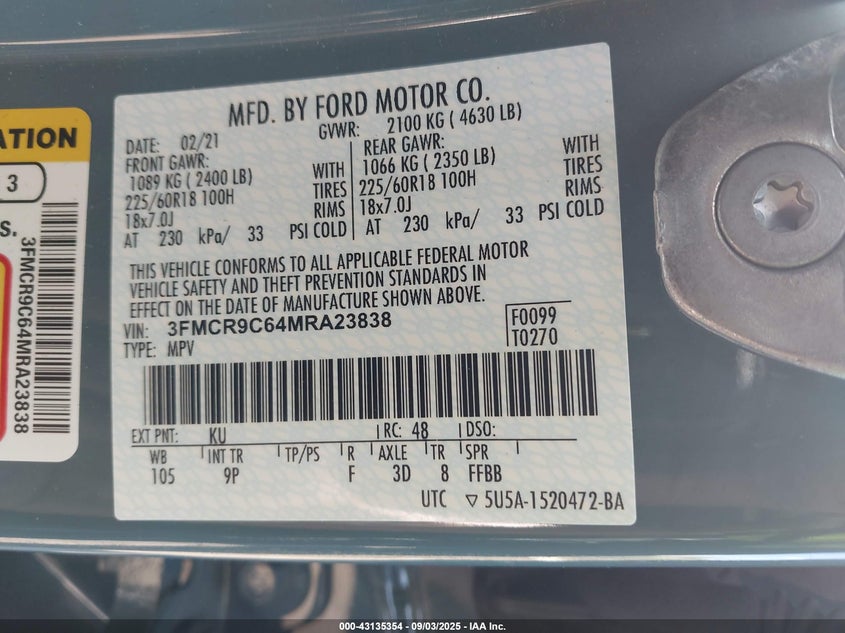 ATION
3
S.
3FMCR9C64MRA23838
MFD. BY FORD MOTOR CO.
DATE: 02/21
GVWR: 2100 KG ( 4630 LB)
FRONT GAWR:
1089 KG ( 2400 LB) WITH
225/60R18 100H TIRES
18x7.0J RIMS
AT 230 kPa/ 33 PSI COLD
REAR GAWR: WITH
1066 KG ( 2350 LB) TIRES
225/60R18 100H RIMS
18x7.0J
AT 230 kPa/ 33 PSI COLD
THIS VEHICLE CONFORMS TO ALL APPLICABLE FEDERAL MOTOR
VEHICLE SAFETY AND THEFT PREVENTION STANDARDS IN
EFFECT ON THE DATE OF MANUFACTURE SHOWN ABOVE.
VIN: 3FMCR9C64MRA23838
TYPE: MPV
F0099
T0270
EXT PNT: KU RC: 48 DSO:
WB INT TR TP/PS R AXLE TR SPR
105 9P F 3D 8 FFBB
UTC ▽ 5U5A-1520472-BA
000-43135354 - 09/03/2025 - IAA Inc.